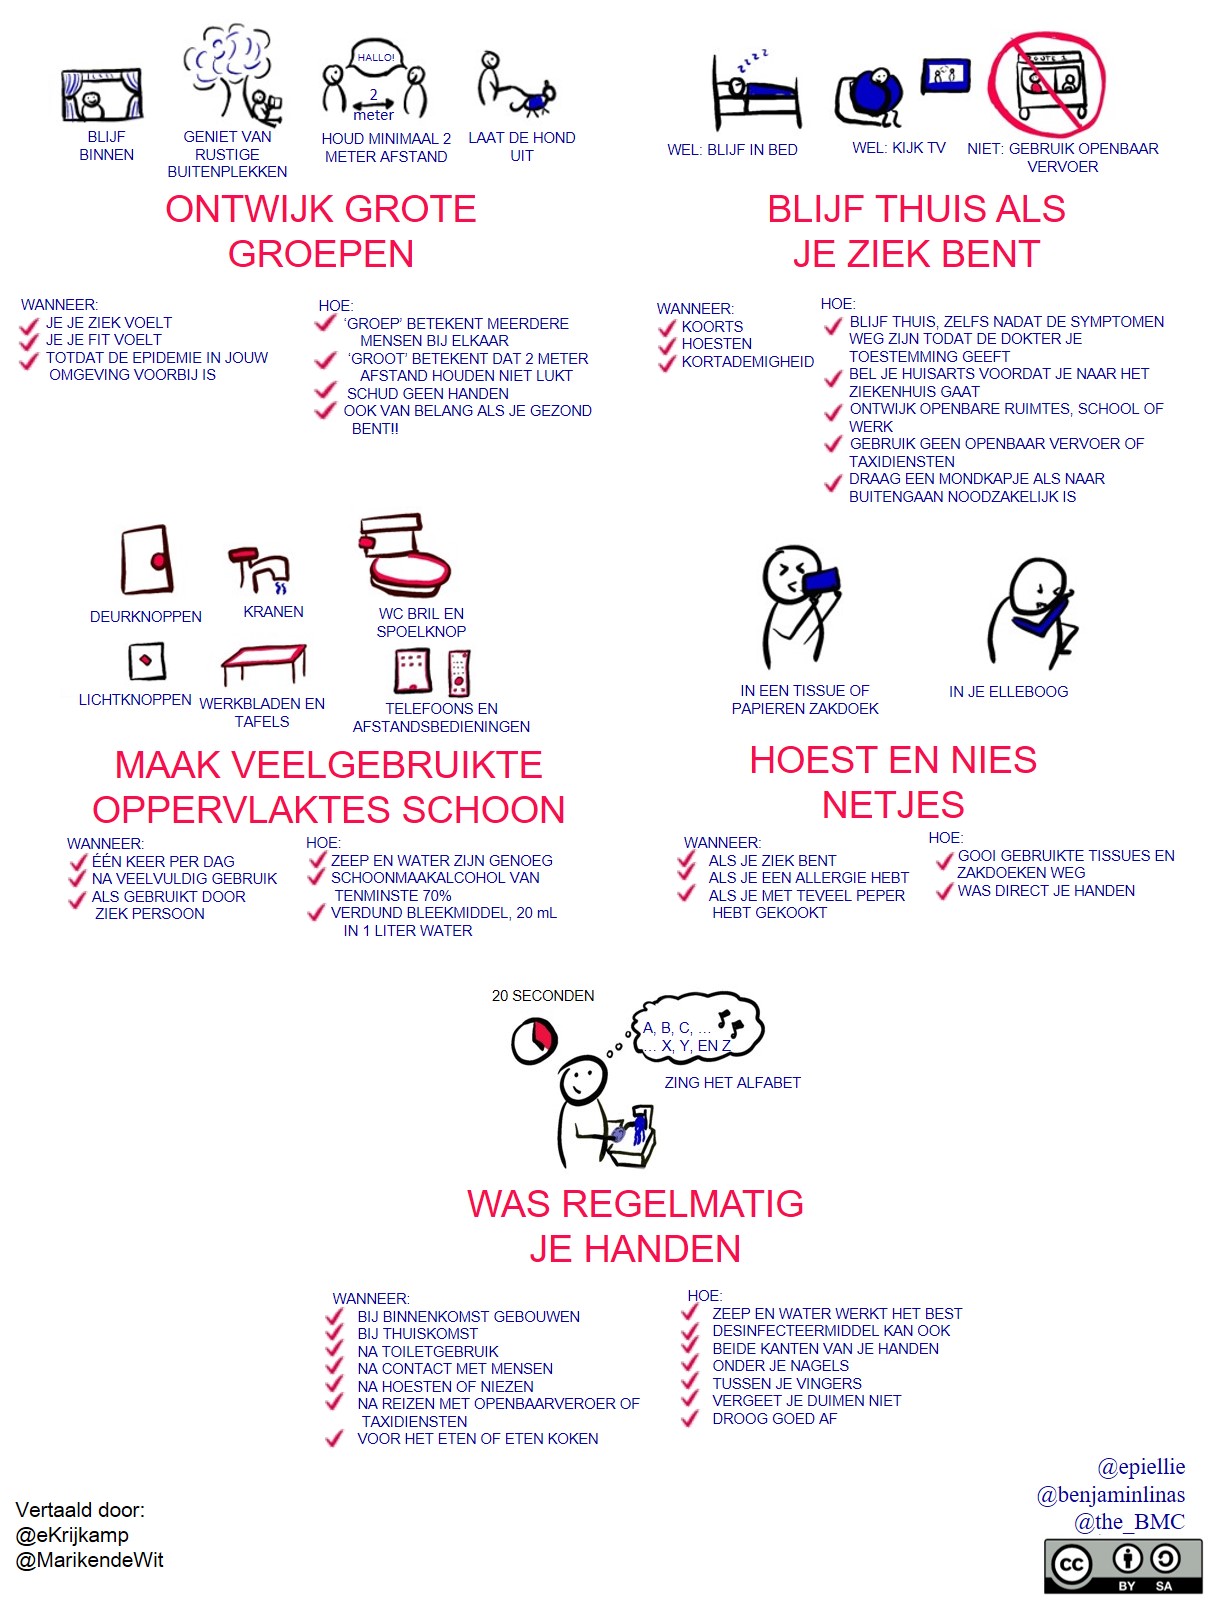 HALLO!
2
meter
BLIJF
BINNEN
GENIET VAN
RUSTIGE
BUITENPLEKKEN
HOUD MINIMAAL 2
METER AFSTAND
LAAT DE HOND
UIT
ONTWIJK GROTE
GROEPEN
WANNEER:
JE JE ZIEK VOELT
JE JE FIT VOELT
TOTDAT DE EPIDEMIE IN JOUW
OMGEVING VOORBIJ IS
HOE:
‘GROEP’ BETEKENT MEERDERE
MENSEN BIJ ELKAAR
‘GROOT’ BETEKENT DAT 2 METER
AFSTAND HOUDEN NIET LUKT
SCHUD GEEN HANDEN
OOK VAN BELANG ALS JE GEZOND
BENT!!
ZZZZ
WEL: BLIJF IN BED
WEL: KIJK TV
NIET: GEBRUIK OPENBAAR
VERVOER
BLIJF THUIS ALS
JE ZIEK BENT
WANNEER:
KOORTS
HOESTEN
KORTADEMIGHEID
HOE:
BLIJF THUIS, ZELFS NADAT DE SYMPTOMEN
WEG ZIJN TODAT DE DOKTER JE
TOESTEMMING GEEFT
BEL JE HUISARTS VOORDAT JE NAAR HET
ZIEKENHUIS GAAT
ONTWIJK OPENBARE RUIMTES, SCHOOL OF
WERK
GEBRUIK GEEN OPENBAAR VERVOER OF
TAXIDIENSTEN
DRAAG EEN MONDKAPJE ALS NAAR
BUITENGAAN NOODZAKELIJK IS
DEURKNOPPEN
KRANEN
WC BRIL EN
SPOELKNOP
LICHTKNOPPEN
WERKBLADEN EN
TAFELS
TELEFOONS EN
AFSTANDSBEDIENINGEN
MAAK VEELGEBRUIKTE
OPPERVLAKTES SCHOON
WANNEER:
ÉÉN KEER PER DAG
NA VEELVULDIG GEBRUIK
ALS GEBRUIKT DOOR
ZIEK PERSOON
HOE:
ZEEP EN WATER ZIJN GENOEG
SCHOONMAAKALCOHOL VAN
TENMINSTE 70%
VERDUND BLEEKMIDDEL, 20 mL
IN 1 LITER WATER
IN EEN TISSUE OF
PAPIEREN ZAKDOEK
IN JE ELLEBOOG
HOEST EN NIES
NETJES
WANNEER:
ALS JE ZIEK BENT
ALS JE EEN ALLERGIE HEBT
ALS JE MET TEVEEL PEPER
HEBT GEKOOKT
HOE:
GOOI GEBRUIKTE TISSUES EN
ZAKDOEKEN WEG
WAS DIRECT JE HANDEN
20 SECONDEN
A, B, C, ...
... X, Y, EN Z
ZING HET ALFABET
WAS REGELMATIG
JE HANDEN
WANNEER:
BIJ BINNENKOMST GEBOUWEN
BIJ THUISKOMST
NA TOILETGEBRUIK
NA CONTACT MET MENSEN
NA HOESTEN OF NIEZEN
NA REIZEN MET OPENBAARVEROER OF
TAXIDIENSTEN
VOOR HET ETEN OF ETEN KOKEN
HOE:
ZEEP EN WATER WERKT HET BEST
DESINFECTEERMIDDEL KAN OOK
BEIDE KANTEN VAN JE HANDEN
ONDER JE NAGELS
TUSSEN JE VINGERS
VERGEET JE DUIMEN NIET
DROOG GOED AF
@epiellie
@benjaminlinas
@the_BMC
Vertaald door:
@eKrijkamp
@MarikendeWit
cc
BY SA